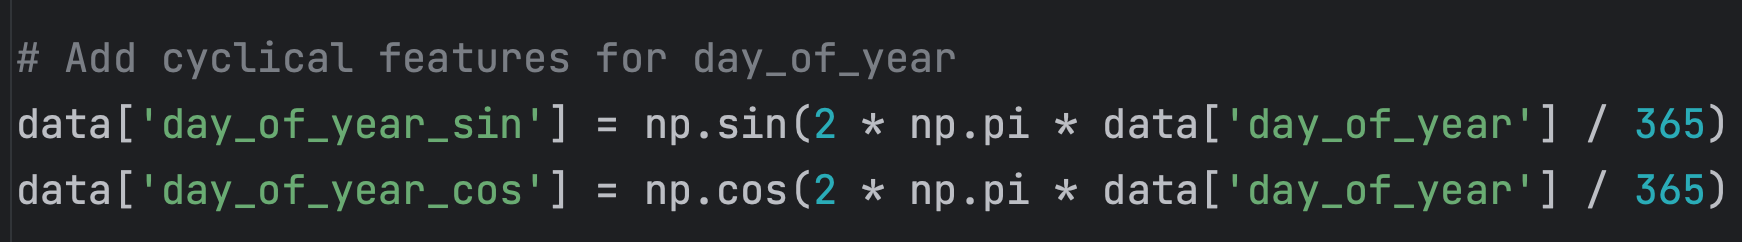 # Add cyclical features for day_of_year
data['day_of_year_sin'] = np.sin(2 * np.pi * data['day_of_year'] / 365)
data['day_of_year_cos'] = np.cos(2 * np.pi * data['day_of_year'] / 365)